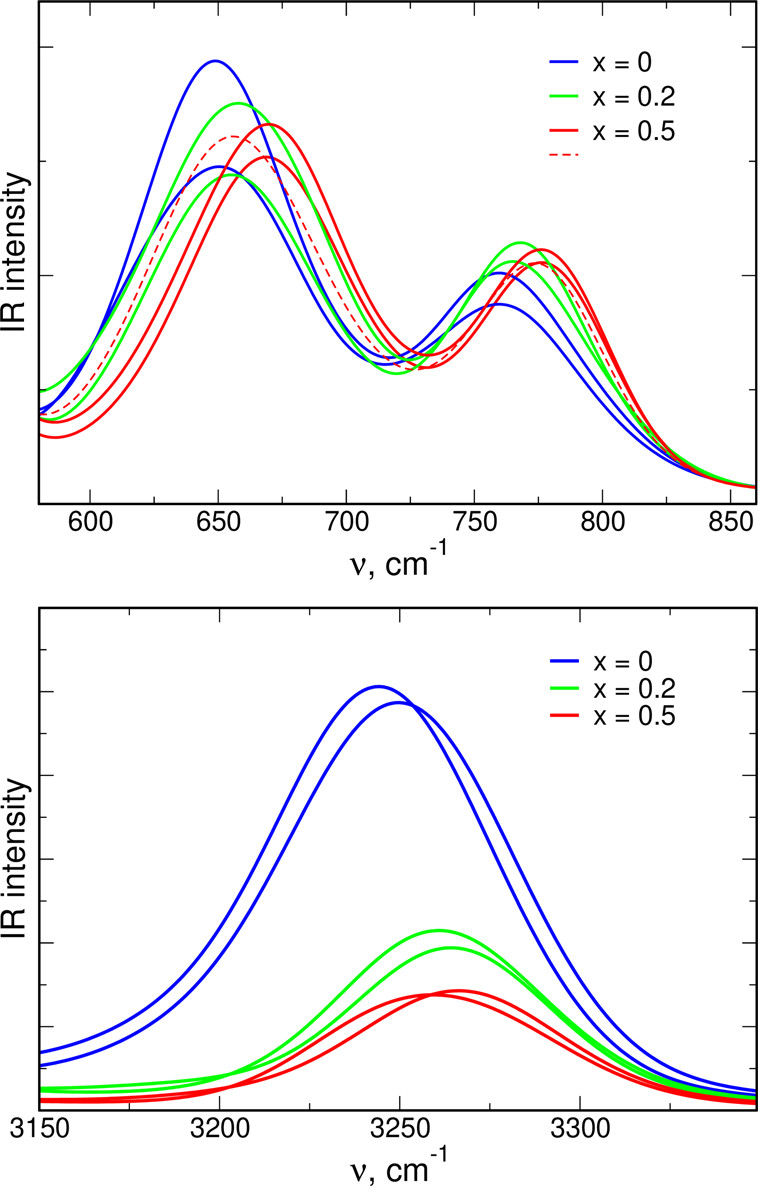 x = 0
x = 0.2
x = 0.5
IR intensity
600 650 700 750 800 850
ν, cm⁻¹
x = 0
x = 0.2
x = 0.5
IR intensity
3150 3200 3250 3300
ν, cm⁻¹